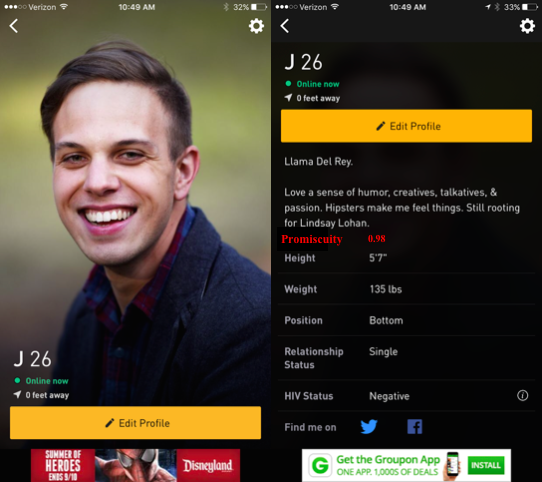 ●●●○○ Verizon 10:49 AM 32%
J 26
Online now
0 feet away
Edit Profile
SUMMER OF
HEROES
ENDS 9/10
Disneyland
●●●○○ Verizon 10:49 AM 33%
J 26
Online now
0 feet away
Edit Profile
Llama Del Rey.
Love a sense of humor, creatives, talkatives, &
passion. Hipsters make me feel things. Still rooting
for Lindsay Lohan.
Promiscuity 0.98
Height 5'7"
Weight 135 lbs
Position Bottom
Relationship
Status Single
HIV Status Negative
Find me on
G Get the Groupon App
ONE APP. 1,000'S OF DEALS
INSTALL